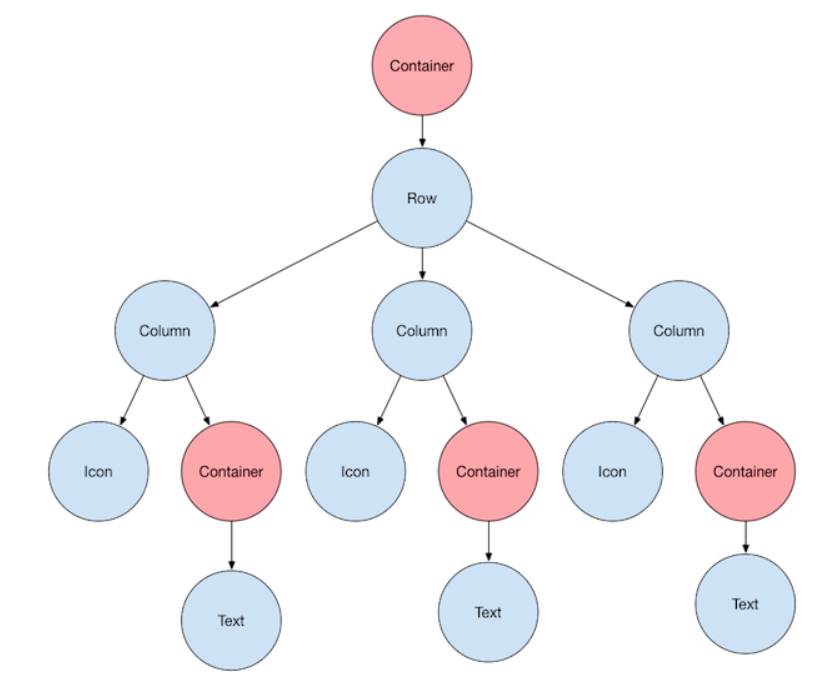 Container
Row
Column
Column
Column
Icon
Container
Icon
Container
Icon
Container
Text
Text
Text